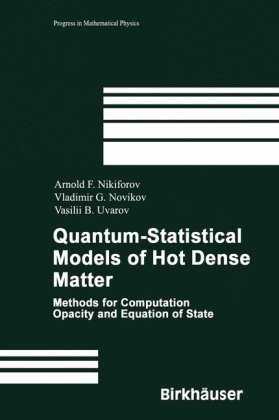 Progress in Mathematical Physics
Arnold F. Nikiforov
Vladimir G. Novikov
Vasilii B. Uvarov
Quantum-Statistical
Models of Hot Dense
Matter
Methods for Computation
Opacity and Equation of State
Birkhäuser